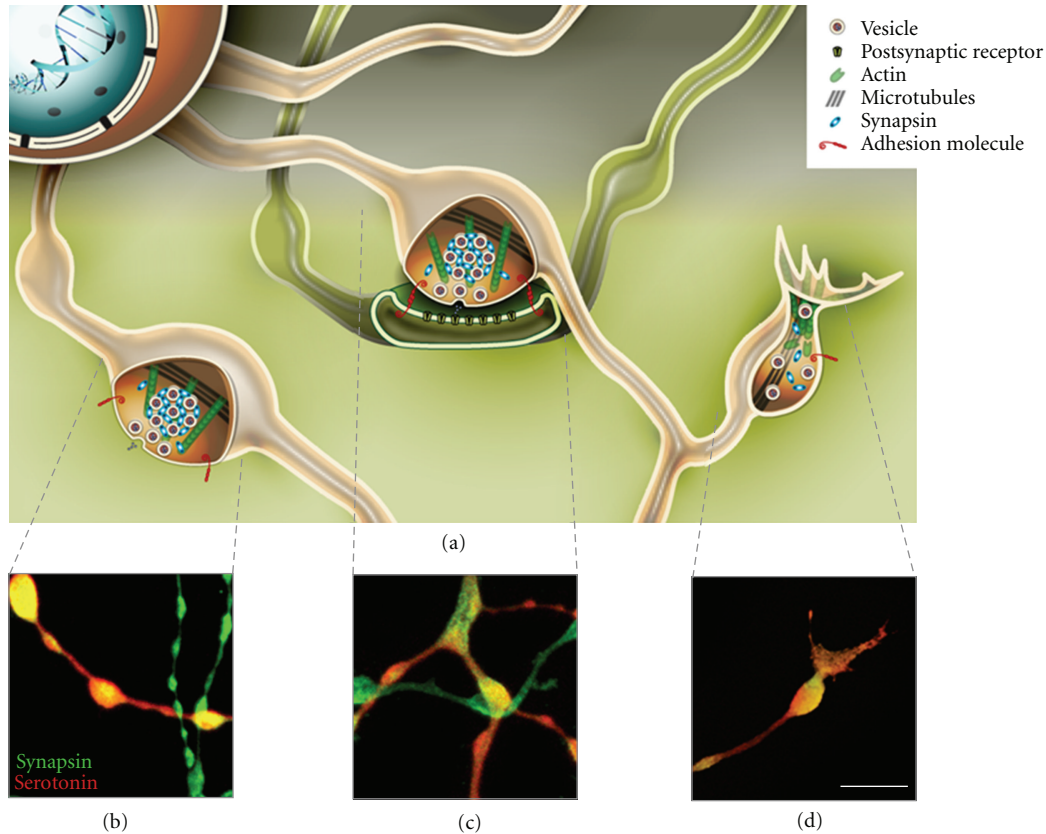 Vesicle
Postsynaptic receptor
Actin
Microtubules
Synapsin
Adhesion molecule
(a)
Synapsin
Serotonin
(b)
(c)
(d)